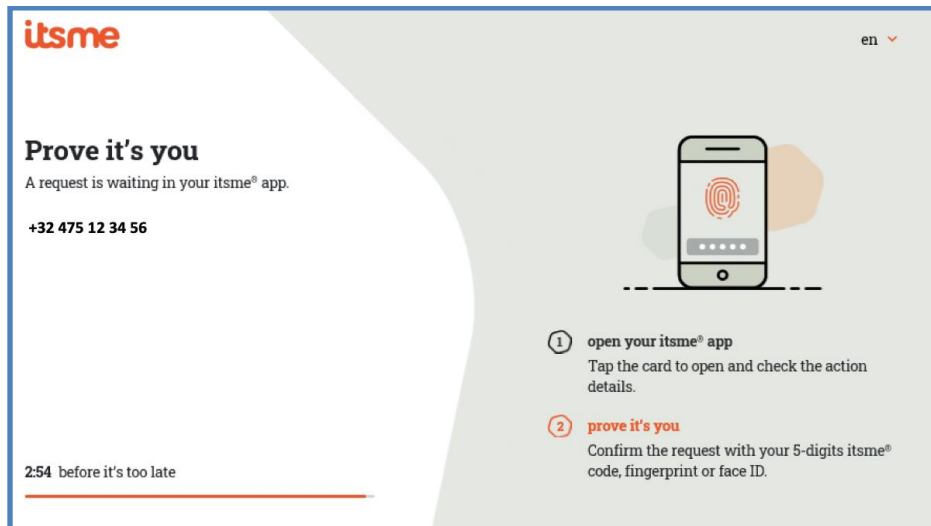 itsme
en
Prove it's you
A request is waiting in your itsme® app.
+32 475 12 34 56
1 open your itsme® app
Tap the card to open and check the action
details.
2 prove it's you
Confirm the request with your 5-digits itsme®
code, fingerprint or face ID.
2:54 before it's too late